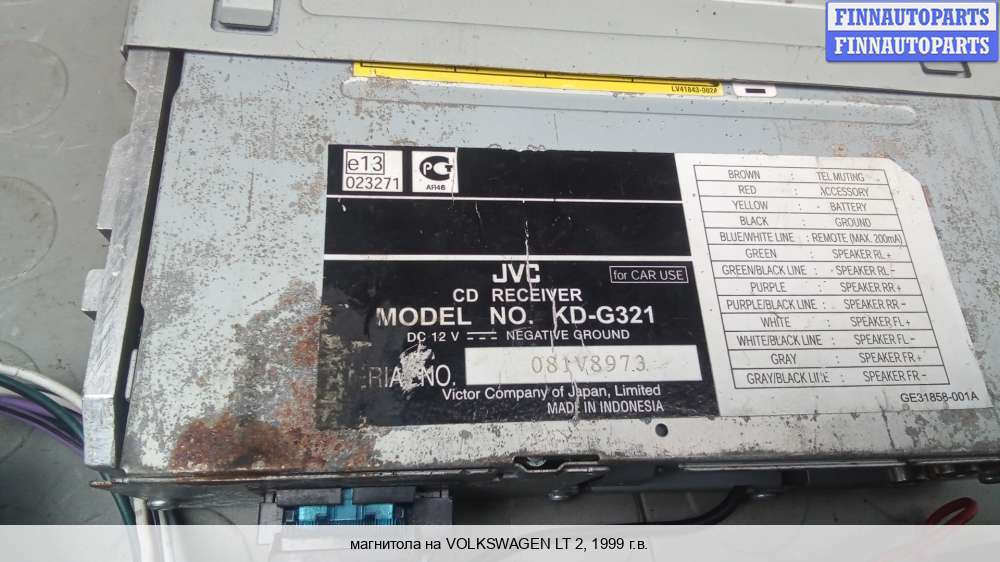 FINNAUTOPARTS
FINNAUTOPARTS
LV41843-002A
e13
023271
РСТ
АЯ46
JVC
for CAR USE
CD RECEIVER
MODEL NO. KD-G321
DC 12 V NEGATIVE GROUND
NO. 081V8973
Victor Company of Japan, Limited
MADE IN INDONESIA
BROWN : TEL MUTING
RED : ACCESSORY
YELLOW : BATTERY
BLACK : GROUND
BLUE/WHITE LINE : REMOTE (MAX. 200mA)
GREEN : SPEAKER RL+
GREEN/BLACK LINE : SPEAKER RL-
PURPLE : SPEAKER RR+
PURPLE/BLACK LINE : SPEAKER RR-
WHITE : SPEAKER FL+
WHITE/BLACK LINE : SPEAKER FL-
GRAY : SPEAKER FR+
GRAY/BLACK LINE : SPEAKER FR-
GE31858-001A
магнитола на VOLKSWAGEN LT 2, 1999 г.в.